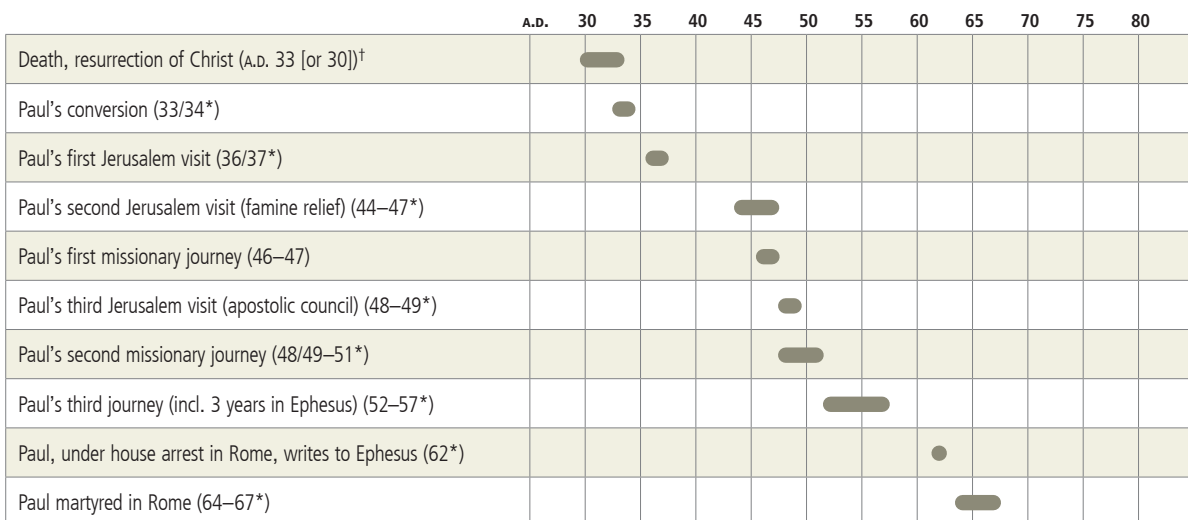 A.D. 30 35 40 45 50 55 60 65 70 75 80
Death, resurrection of Christ (A.D. 33 [or 30])†
Paul’s conversion (33/34*)
Paul’s first Jerusalem visit (36/37*)
Paul’s second Jerusalem visit (famine relief) (44–47*)
Paul’s first missionary journey (46–47)
Paul’s third Jerusalem visit (apostolic council) (48–49*)
Paul’s second missionary journey (48/49–51*)
Paul’s third journey (incl. 3 years in Ephesus) (52–57*)
Paul, under house arrest in Rome, writes to Ephesus (62*)
Paul martyred in Rome (64–67*)